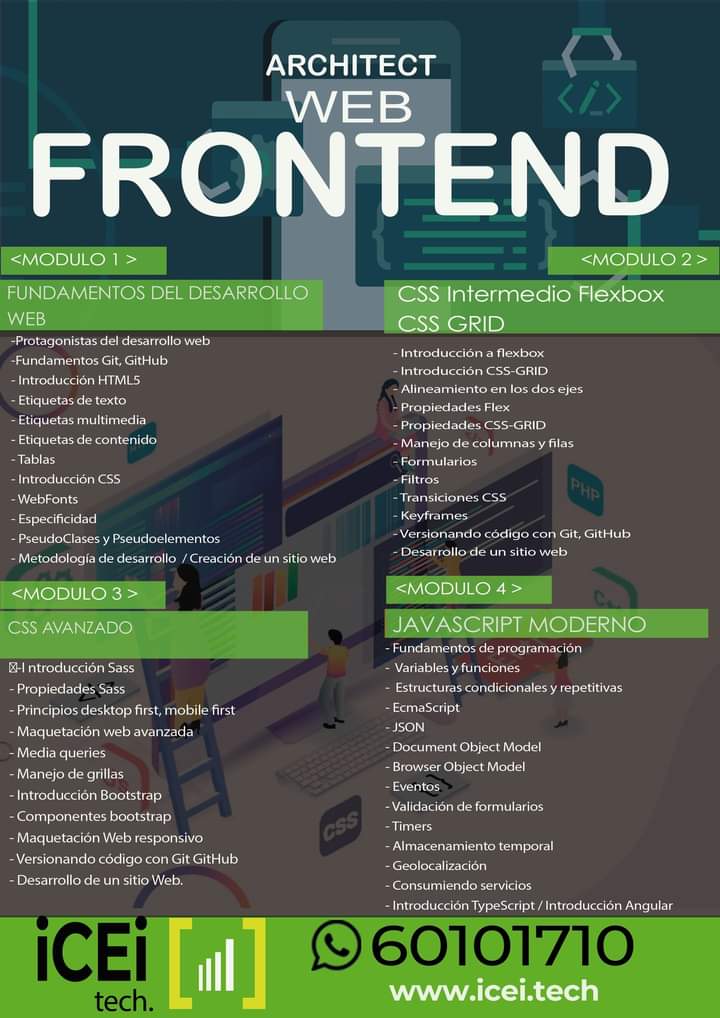 ARCHITECT
WEB
FRONTEND
<MODULO 1 >
FUNDAMENTOS DEL DESARROLLO
WEB
-Protagonistas del desarrollo web
-Fundamentos Git, GitHub
- Introducción HTML5
- Etiquetas de texto
- Etiquetas multimedia
- Etiquetas de contenido
- Tablas
- Introducción CSS
- WebFonts
- Especificidad
- PseudoClases y Pseudoelementos
- Metodología de desarrollo / Creación de un sitio web
<MODULO 2 >
CSS Intermedio Flexbox
CSS GRID
- Introducción a flexbox
- Introducción CSS-GRID
- Alineamiento en los dos ejes
- Propiedades Flex
- Propiedades CSS-GRID
- Manejo de columnas y filas
- Formularios
- Filtros
- Transiciones CSS
- Keyframes
- Versionando código con Git, GitHub
- Desarrollo de un sitio web
<MODULO 3 >
CSS AVANZADO
-I ntroducción Sass
- Propiedades Sass
- Principios desktop first, mobile first
- Maquetación web avanzada
- Media queries
- Manejo de grillas
- Introducción Bootstrap
- Componentes bootstrap
- Maquetación Web responsivo
- Versionando código con Git GitHub
- Desarrollo de un sitio Web.
<MODULO 4 >
JAVASCRIPT MODERNO
- Fundamentos de programación
- Variables y funciones
- Estructuras condicionales y repetitivas
- EcmaScript
- JSON
- Document Object Model
- Browser Object Model
- Eventos
- Validación de formularios
- Timers
- Almacenamiento temporal
- Geolocalización
- Consumiendo servicios
- Introducción TypeScript / Introducción Angular
PHP
CSS
iCEi
tech.
60101710
www.icei.tech